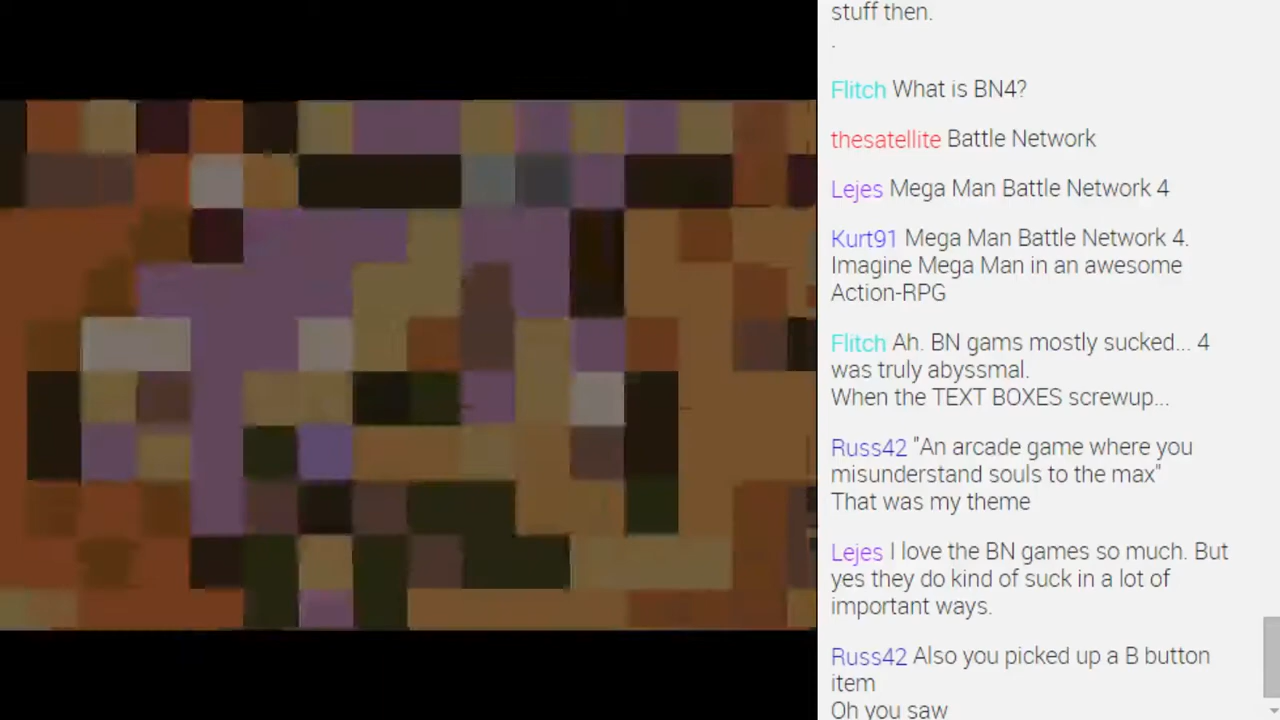 stuff then.
.
Flitch What is BN4?
thesatellite Battle Network
Lejes Mega Man Battle Network 4
Kurt91 Mega Man Battle Network 4.
Imagine Mega Man in an awesome
Action-RPG
Flitch Ah. BN gams mostly sucked... 4
was truly abyssmal.
When the TEXT BOXES screwup...
Russ42 "An arcade game where you
misunderstand souls to the max"
That was my theme
Lejes I love the BN games so much. But
yes they do kind of suck in a lot of
important ways.
Russ42 Also you picked up a B button
item
Oh you saw